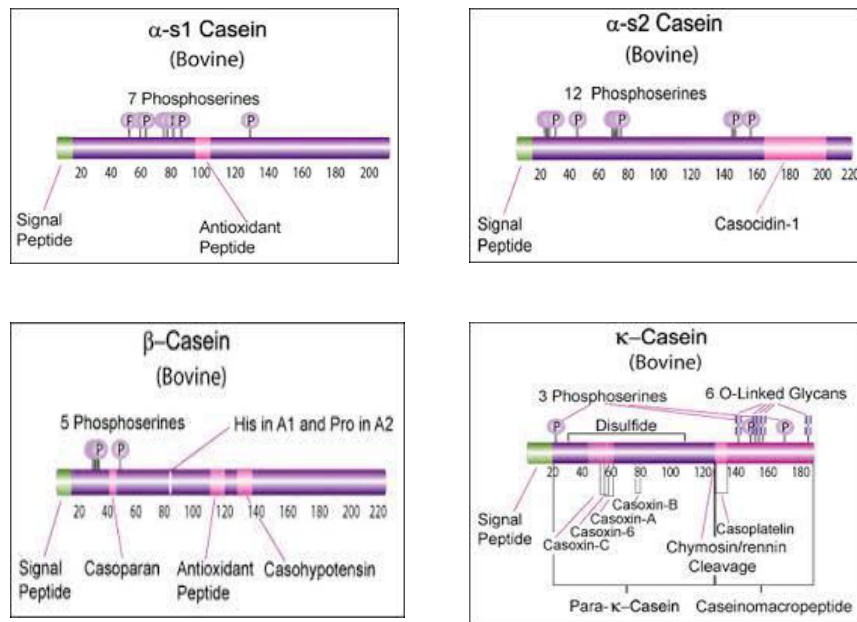 α-s1 Casein
(Bovine)
7 Phosphoserines
P P P P P
20 40 60 80 100 120 140 160 180 200
Signal
Peptide
Antioxidant
Peptide
α-s2 Casein
(Bovine)
12 Phosphoserines
P P P P P
20 40 60 80 100 120 140 160 180 200 220
Signal
Peptide
Casocidin-1
β–Casein
(Bovine)
5 Phosphoserines
His in A1 and Pro in A2
P P
20 40 60 80 100 120 140 160 180 200 220
Signal
Peptide
Casoparan
Antioxidant
Peptide
Casohypotensin
κ–Casein
(Bovine)
3 Phosphoserines
6 O-Linked Glycans
P P P
Disulfide
20 40 60 80 100 120 140 160 180
Signal
Peptide
Casoxin-B
Casoxin-A
Casoxin-6
Casoxin-C
Casoplatelin
Chymosin/rennin
Cleavage
Para-κ–Casein
Caseinomacropeptide